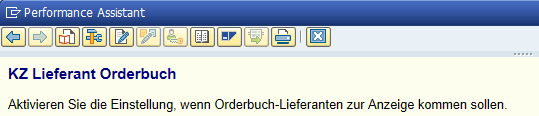 Performance Assistant
KZ Lieferant Orderbuch
Aktivieren Sie die Einstellung, wenn Orderbuch-Lieferanten zur Anzeige kommen sollen.